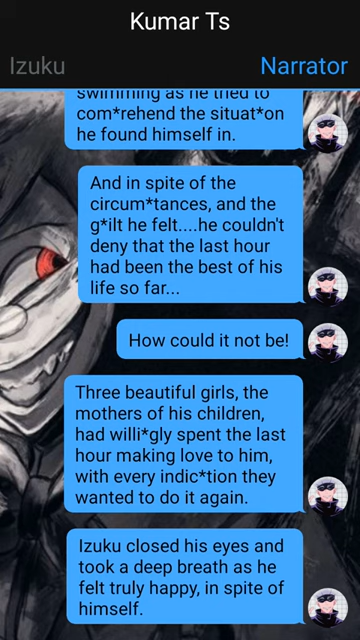 Kumar Ts
Izuku
Narrator
swimming as he tried to
com*rehend the situat*on
he found himself in.
And in spite of the
circum*tances, and the
g*ilt he felt....he couldn't
deny that the last hour
had been the best of his
life so far...
How could it not be!
Three beautiful girls, the
mothers of his children,
had willi*gly spent the last
hour making love to him,
with every indic*tion they
wanted to do it again.
Izuku closed his eyes and
took a deep breath as he
felt truly happy, in spite of
himself.